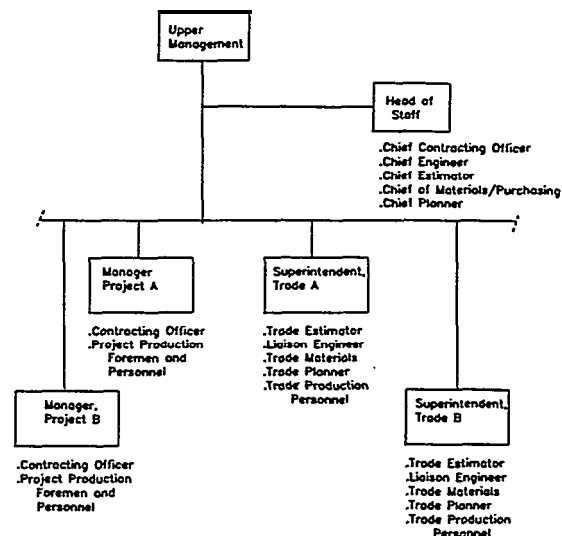 Upper
Management
Head of
Staff
.Chief Contracting Officer
.Chief Engineer
.Chief Estimator
.Chief of Materials/Purchasing
.Chief Planner
Manager
Project A
.Contracting Officer
.Project Production
Foremen and
Personnel
Superintendent,
Trade A
.Trade Estimator
.Liaison Engineer
.Trade Materials
.Trade Planner
.Trade Production
Personnel
Manager,
Project B
.Contracting Officer
.Project Production
Foremen and
Personnel
Superintendent,
Trade B
.Trade Estimator
.Liaison Engineer
.Trade Materials
.Trade Planner
.Trade Production
Personnel